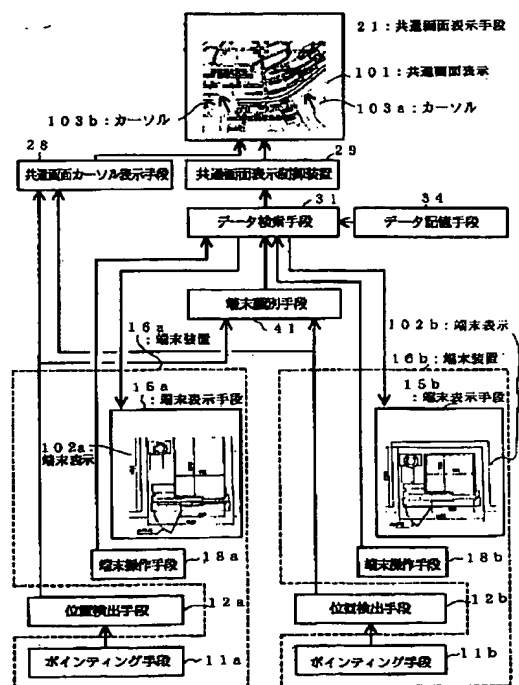 21:共通画面表示手段
101:共通画面表示
103b:カーソル
103a:カーソル
28
29
共通画面カーソル表示手段
共通画面表示制御装置
31
34
データ検索手段
データ記憶手段
端末識別手段
41
16a
:端末装置
102b:端末表示
16b:端末装置
15a
:端末表示手段
15b
:端末表示手段
102a:
端末表示
端末操作手段
18a
端末操作手段
18b
位置検出手段
12a
位置検出手段
12b
ポインティング手段
11a
ポインティング手段
11b